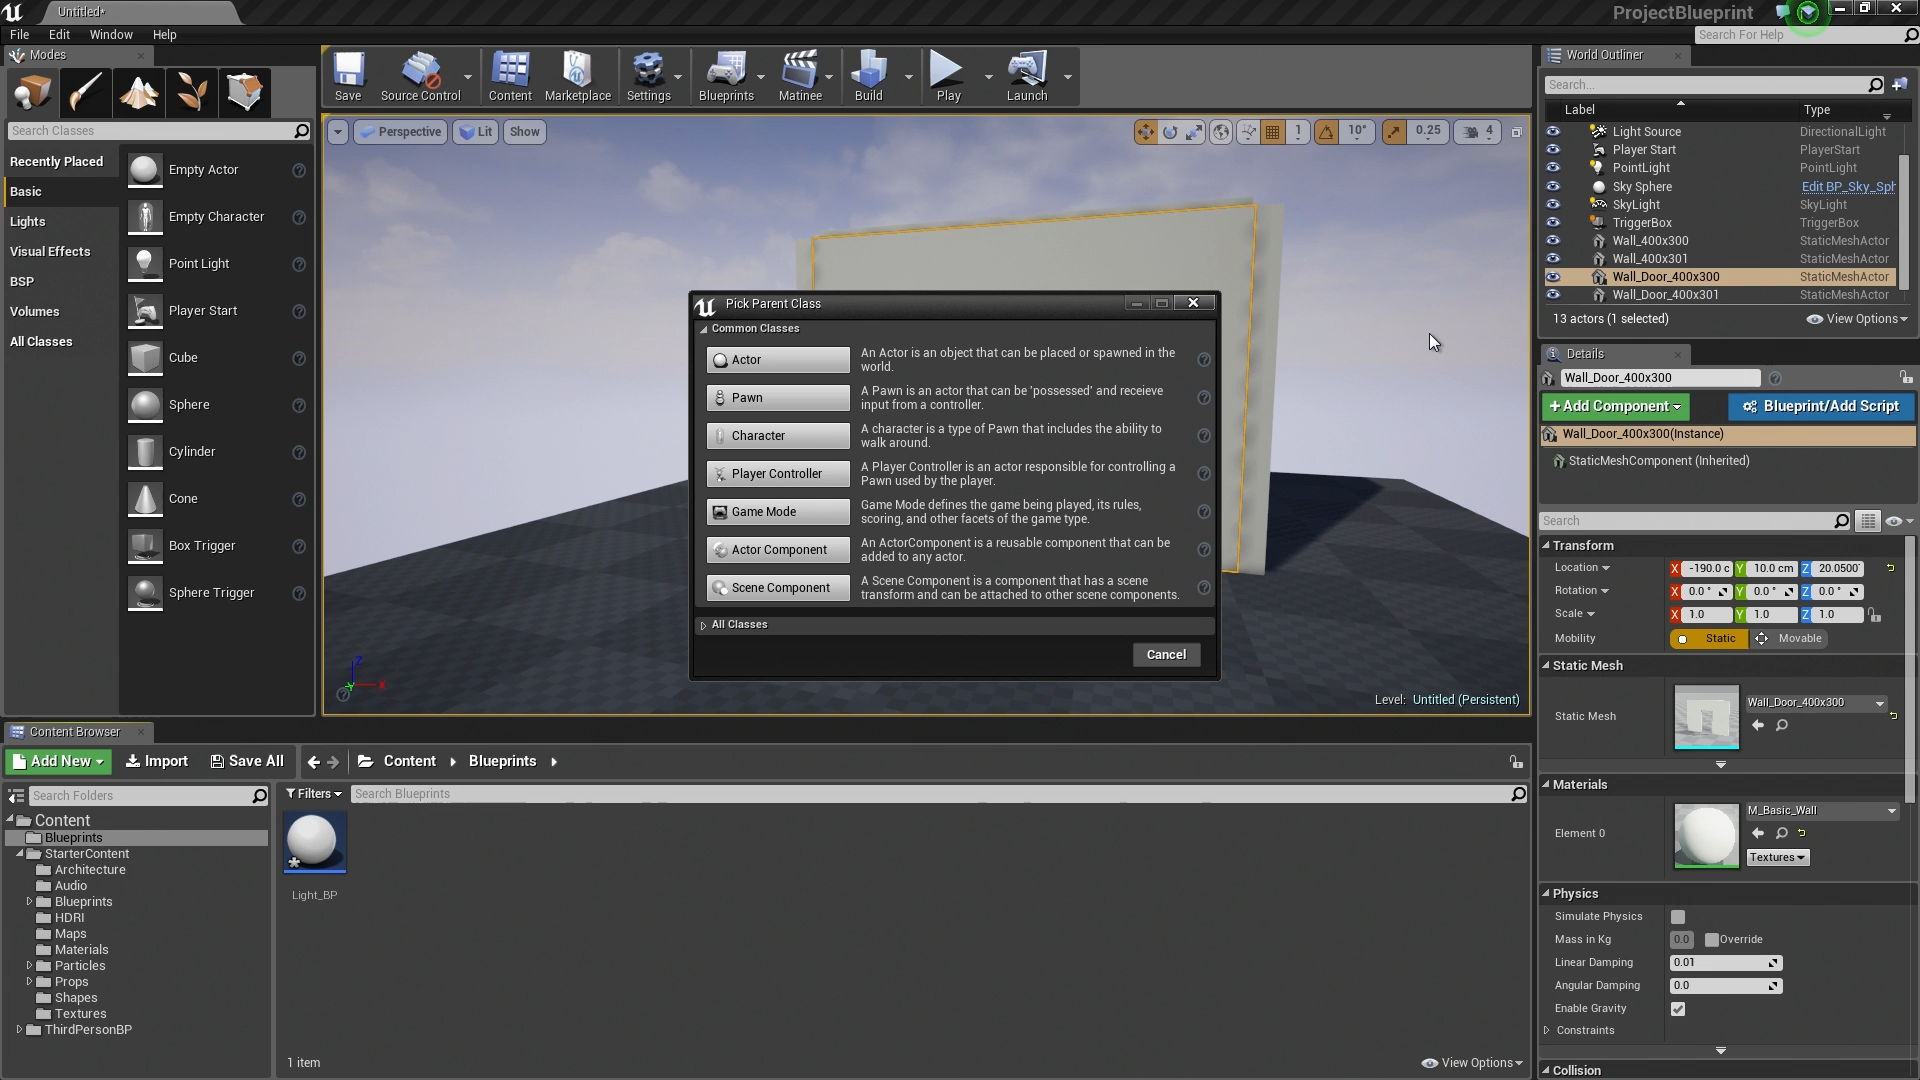 Untitled*
ProjectBlueprint
File Edit Window Help
Search For Help
Modes
Save Source Control Content Marketplace Settings Blueprints Matinee Build Play Launch
World Outliner
Search...
Label Type
Light Source DirectionalLight
Player Start PlayerStart
PointLight PointLight
Sky Sphere Edit BP_Sky_Sph
SkyLight SkyLight
TriggerBox TriggerBox
Wall_400x300 StaticMeshActor
Wall_400x301 StaticMeshActor
Wall_Door_400x300 StaticMeshActor
Wall_Door_400x301 StaticMeshActor
13 actors (1 selected) View Options
Search Classes
Recently Placed
Basic
Lights
Visual Effects
BSP
Volumes
All Classes
Empty Actor
Empty Character
Point Light
Player Start
Cube
Sphere
Cylinder
Cone
Box Trigger
Sphere Trigger
Perspective Lit Show
1 10° 0.25 4
Pick Parent Class
Common Classes
Actor
An Actor is an object that can be placed or spawned in the
world.
Pawn
A Pawn is an actor that can be 'possessed' and receieve
input from a controller.
Character
A character is a type of Pawn that includes the ability to
walk around.
Player Controller
A Player Controller is an actor responsible for controlling a
Pawn used by the player.
Game Mode
Game Mode defines the game being played, its rules,
scoring, and other facets of the game type.
Actor Component
An ActorComponent is a reusable component that can be
added to any actor.
Scene Component
A Scene Component is a component that has a scene
transform and can be attached to other scene components.
All Classes
Cancel
Z
X
Y
Level: Untitled (Persistent)
Details
Wall_Door_400x300
+Add Component Blueprint/Add Script
Wall_Door_400x300(Instance)
StaticMeshComponent (Inherited)
Search
Transform
Location X -190.0 c Y 10.0 cm Z 20.0500
Rotation X 0.0 ° Y 0.0 ° Z 0.0 °
Scale X 1.0 Y 1.0 Z 1.0
Mobility Static Movable
Static Mesh
Static Mesh Wall_Door_400x300
Materials
Element 0 M_Basic_Wall
Textures
Physics
Simulate Physics
Mass in Kg 0.0 Override
Linear Damping 0.01
Angular Damping 0.0
Enable Gravity
Constraints
Collision
Content Browser
Add New Import Save All Content Blueprints
Search Folders
Filters Search Blueprints
Content
Blueprints
StarterContent
Architecture
Audio
Blueprints
HDRI
Maps
Materials
Particles
Props
Shapes
Textures
ThirdPersonBP
Light_BP
1 item View Options